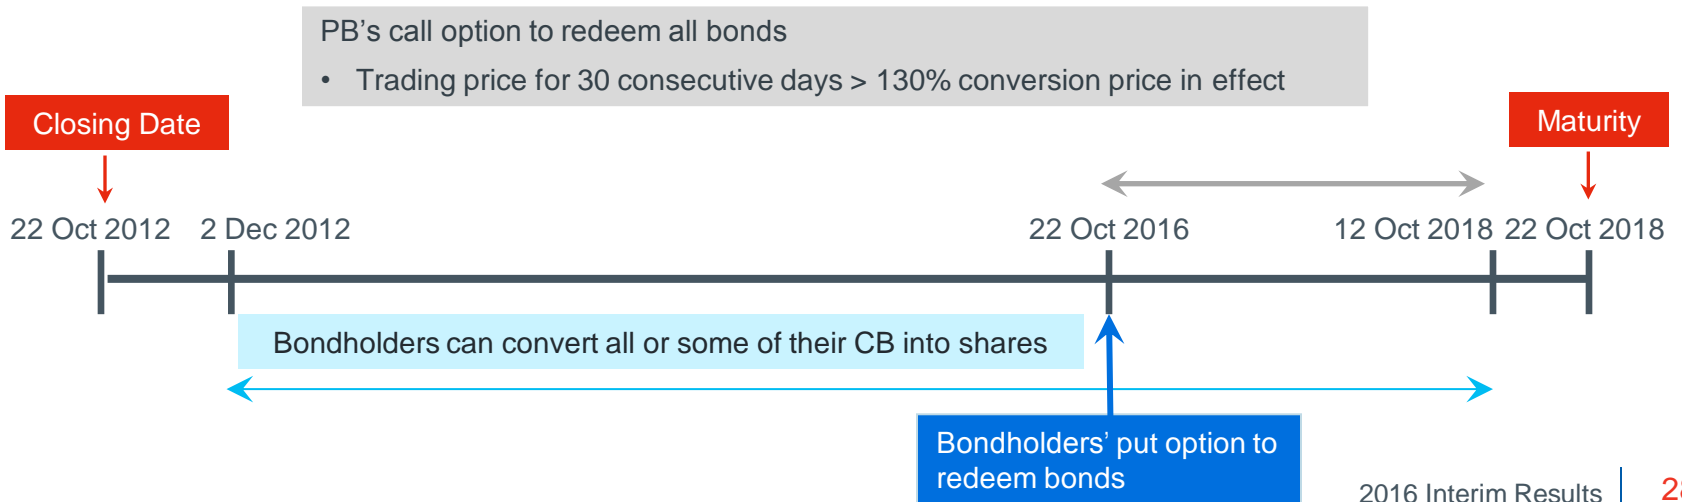 PB’s call option to redeem all bonds
• Trading price for 30 consecutive days > 130% conversion price in effect
Closing Date
Maturity
22 Oct 2012
2 Dec 2012
22 Oct 2016
12 Oct 2018
22 Oct 2018
Bondholders can convert all or some of their CB into shares
Bondholders’ put option to
redeem bonds
2016 Interim Results